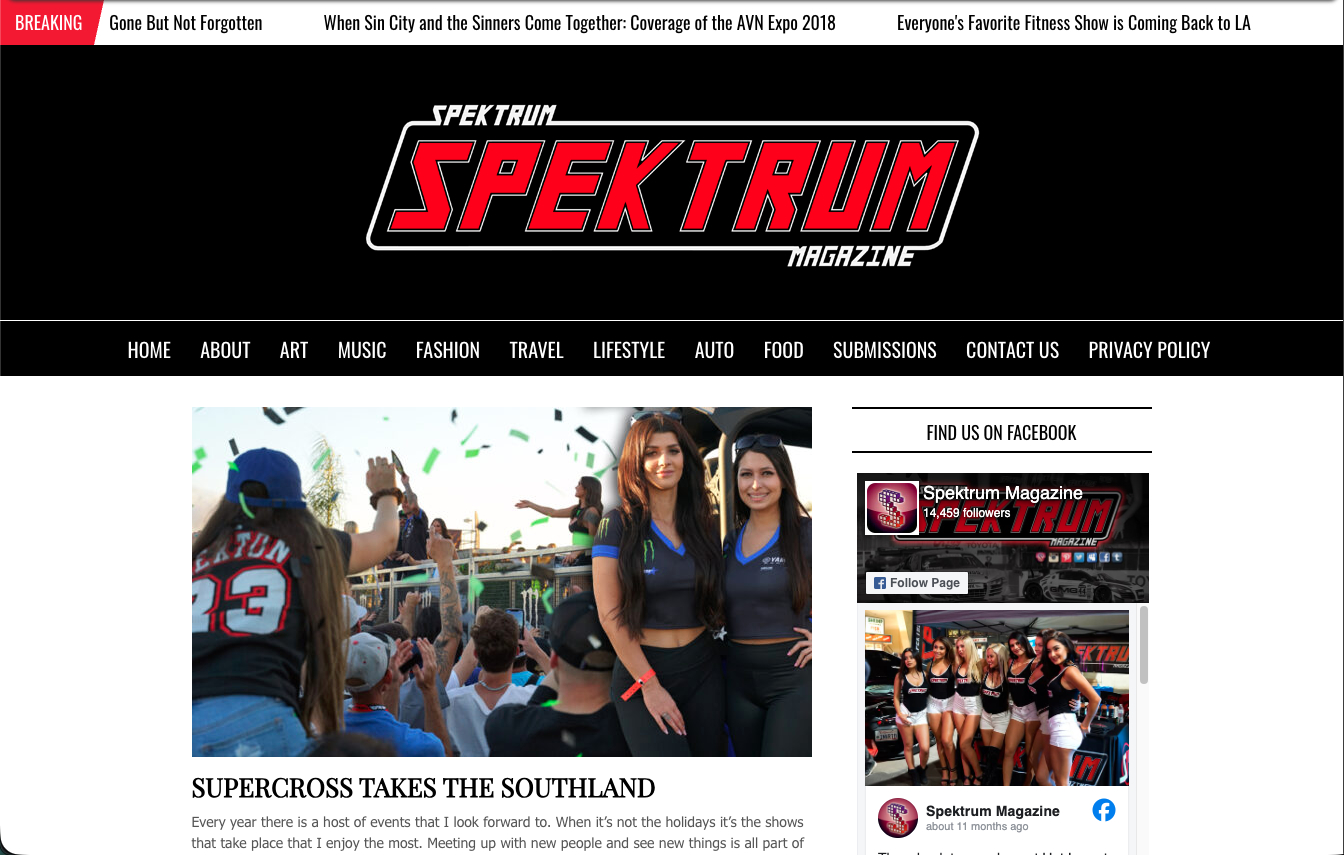 BREAKING Gone But Not Forgotten When Sin City and the Sinners Come Together: Coverage of the AVN Expo 2018 Everyone's Favorite Fitness Show is Coming Back to LA
SPEKTRUM
SPEKTRUM
MAGAZINE
HOME ABOUT ART MUSIC FASHION TRAVEL LIFESTYLE AUTO FOOD SUBMISSIONS CONTACT US PRIVACY POLICY
23
FIND US ON FACEBOOK
Spektrum Magazine
14,459 followers
SPEKTRUM
MAGAZINE
Follow Page
SUPERCROSS TAKES THE SOUTHLAND
Every year there is a host of events that I look forward to. When it’s not the holidays it’s the shows
that take place that I enjoy the most. Meeting up with new people and see new things is all part of
Spektrum Magazine
about 11 months ago